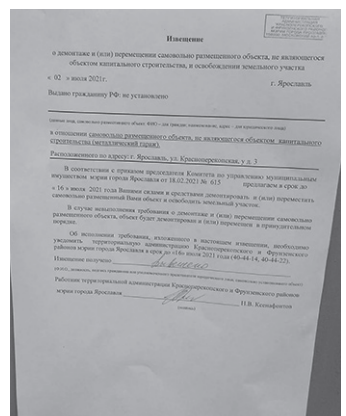 Извещение
о демонтаже и (или) перемещении самовольно размещенного объекта, не являющегося
объектом капитального строительства, и освобождении земельного участка
« 02 » июля 2021г.
г. Ярославль
Выдано гражданину РФ: не установлено
в отношении самовольно размещенного объекта, не являющегося объектом капитального
строительства (металлический гараж)
Расположенного по адресу: г. Ярославль, ул. Красноперекопская, у д. 3
В соответствии с приказом председателя Комитета по управлению муниципальным
имуществом мэрии города Ярославля от 18.02.2021 № 615 предлагаем в срок до
« 16 » июля 2021 года Вашими силами и средствами демонтировать и (или) переместить
самовольно размещенный Вами объект и освободить земельный участок.
В случае невыполнения требования о демонтаже и (или) перемещении самовольно
размещенного объекта, объект будет демонтирован и (или) перемещен в принудительном
порядке.
Об исполнении требования, изложенного в настоящем извещении, необходимо
уведомить территориальную администрацию Красноперекопского и Фрунзенского
районов мэрии города Ярославля в срок до «16» июля 2021 года (40-44-14, 40-44-22).
Извещение получено вывешено
Работник территориальной администрации Красноперекопского и Фрунзенского районов
мэрии города Ярославля
Н.В.
(подпись)